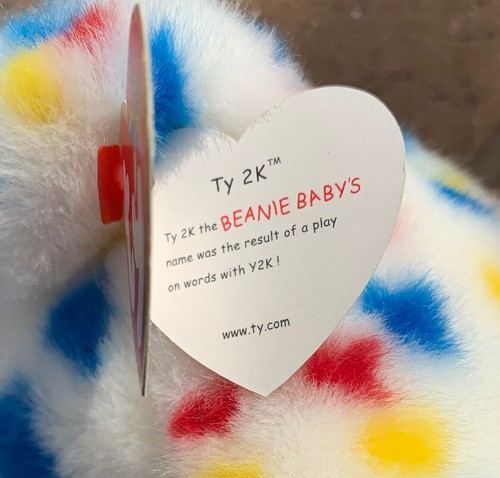 Ty 2K™
Ty 2K the BEANIE BABY'S
name was the result of a play
on words with Y2K !
www.ty.com